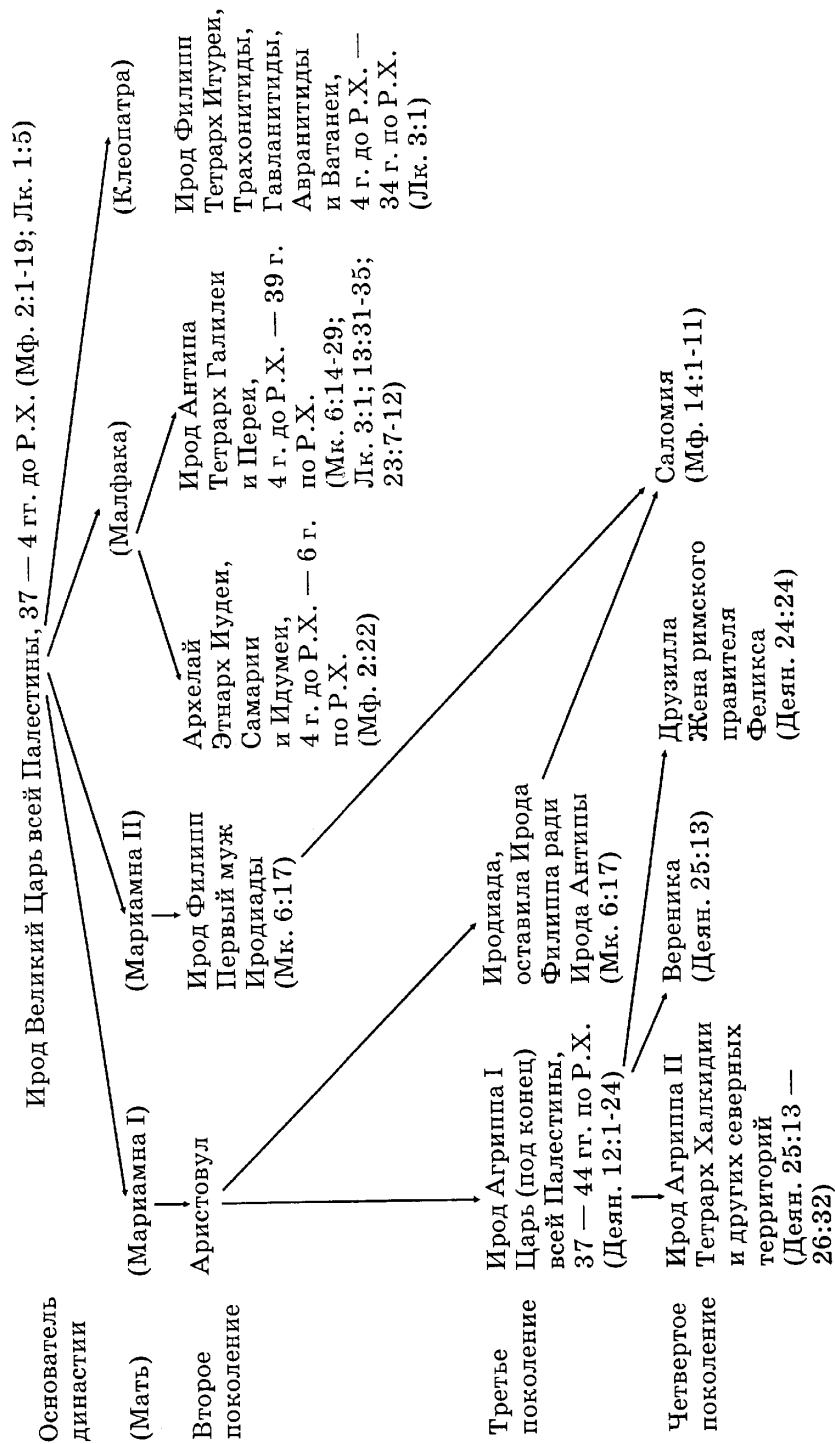 Основатель
династии
Ирод Великий Царь всей Палестины, 37 — 4 гг. до Р.Х. (Мф. 2:1-19; Лк. 1:5)
(Мать)
(Мариамна I)
(Мариамна II)
(Малфака)
(Клеопатра)
Второе
поколение
Аристовул
Ирод Филипп
Первый муж
Иродиады
(Мк. 6:17)
Архелай
Этнарх Иудеи,
Самарии
и Идумеи,
4 г. до Р.Х. — 6 г.
по Р.Х.
(Мф. 2:22)
Ирод Антипа
Тетрарх Галилеи
и Переи,
4 г. до Р.Х. — 39 г.
по Р.Х.
(Мк. 6:14-29;
Лк. 3:1; 13:31-35;
23:7-12)
Ирод Филипп
Тетрарх Итуреи,
Трахонитиды,
Гавланитиды,
Авранитиды
и Ватанеи,
4 г. до Р.Х. —
34 г. по Р.Х.
(Лк. 3:1)
Третье
поколение
Ирод Агриппа I
Царь (под конец)
всей Палестины,
37 — 44 гг. по Р.Х.
(Деян. 12:1-24)
Иродиада,
оставила Ирода
Филиппа ради
Ирода Антипы
(Мк. 6:17)
Четвертое
поколение
Ирод Агриппа II
Тетрарх Халкидии
и других северных
территорий
(Деян. 25:13 —
26:32)
Вереника
(Деян. 25:13)
Друзилла
Жена римского
правителя
Феликса
(Деян. 24:24)
Саломия
(Мф. 14:1-11)